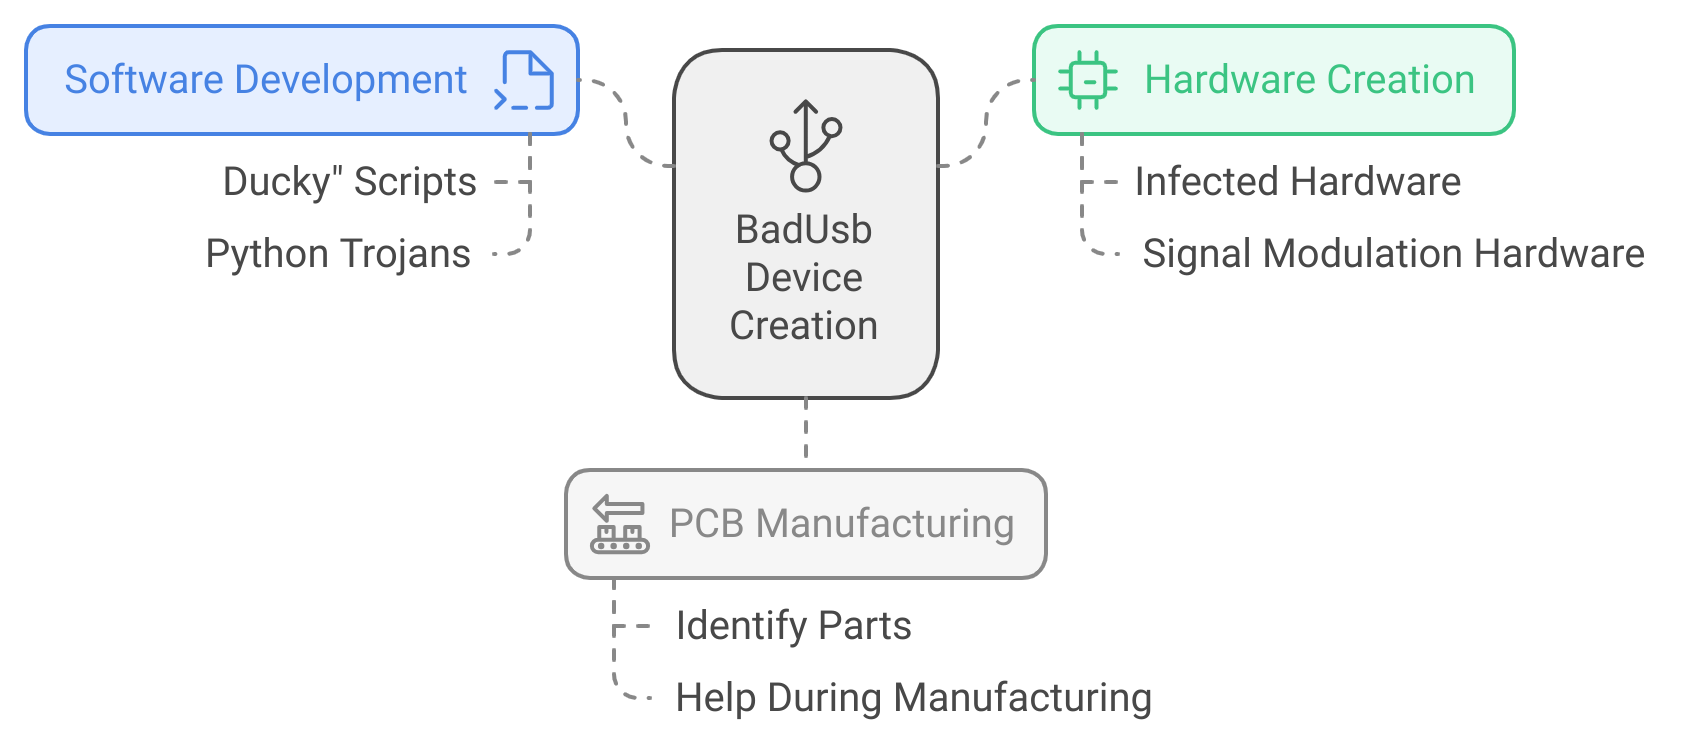 Software Development
Ducky" Scripts
Python Trojans
BadUsb
Device
Creation
Hardware Creation
Infected Hardware
Signal Modulation Hardware
PCB Manufacturing
Identify Parts
Help During Manufacturing